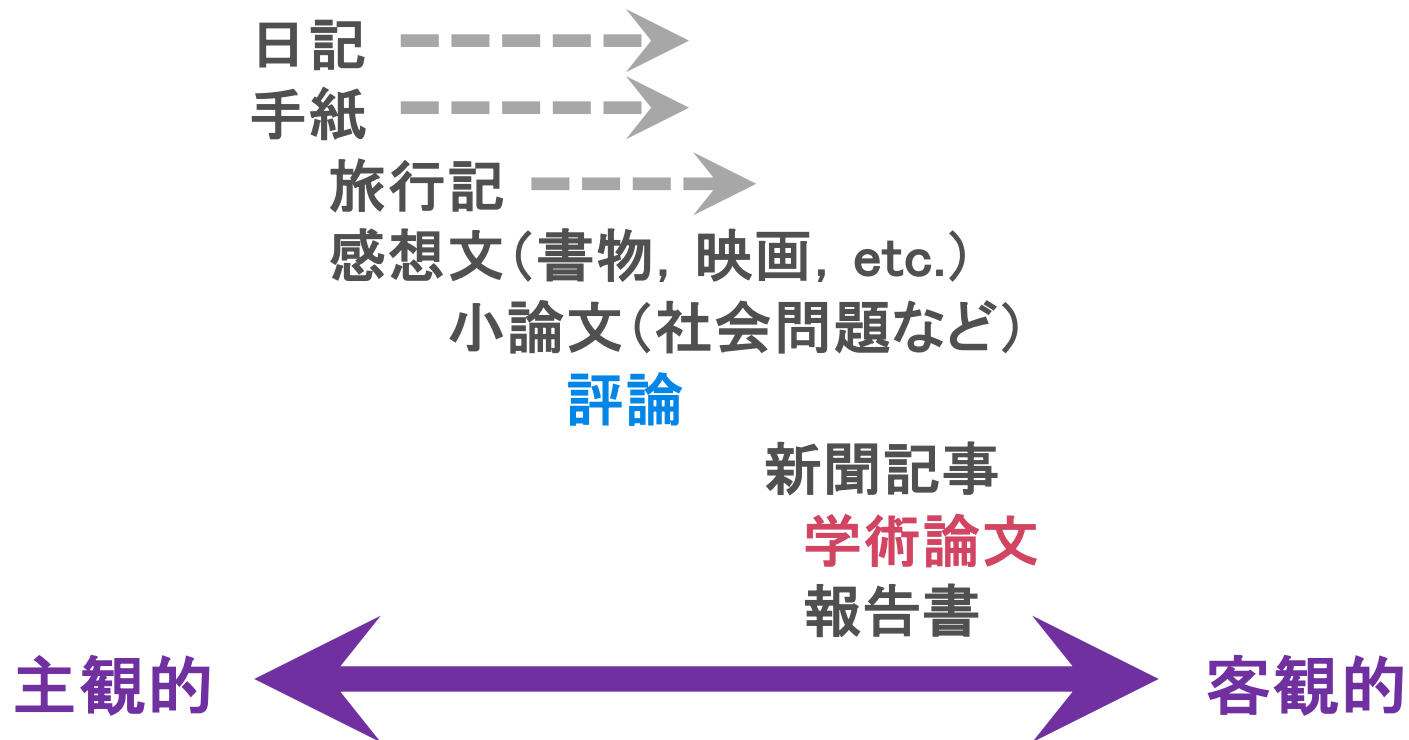 日記
手紙
旅行記
感想文（書物，映画，etc.）
小論文（社会問題など）
評論
新聞記事
学術論文
報告書
主観的
客観的